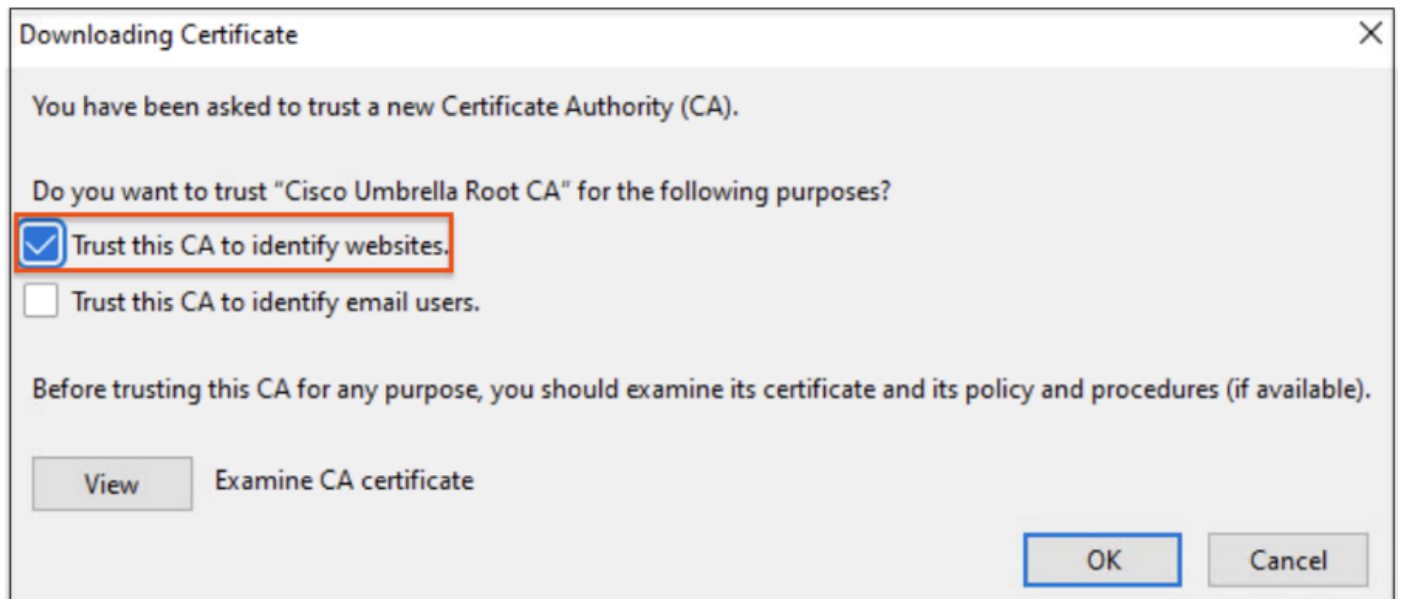 Downloading Certificate
You have been asked to trust a new Certificate Authority (CA).
Do you want to trust "Cisco Umbrella Root CA" for the following purposes?
Trust this CA to identify websites.
Trust this CA to identify email users.
Before trusting this CA for any purpose, you should examine its certificate and its policy and procedures (if available).
View Examine CA certificate
OK Cancel